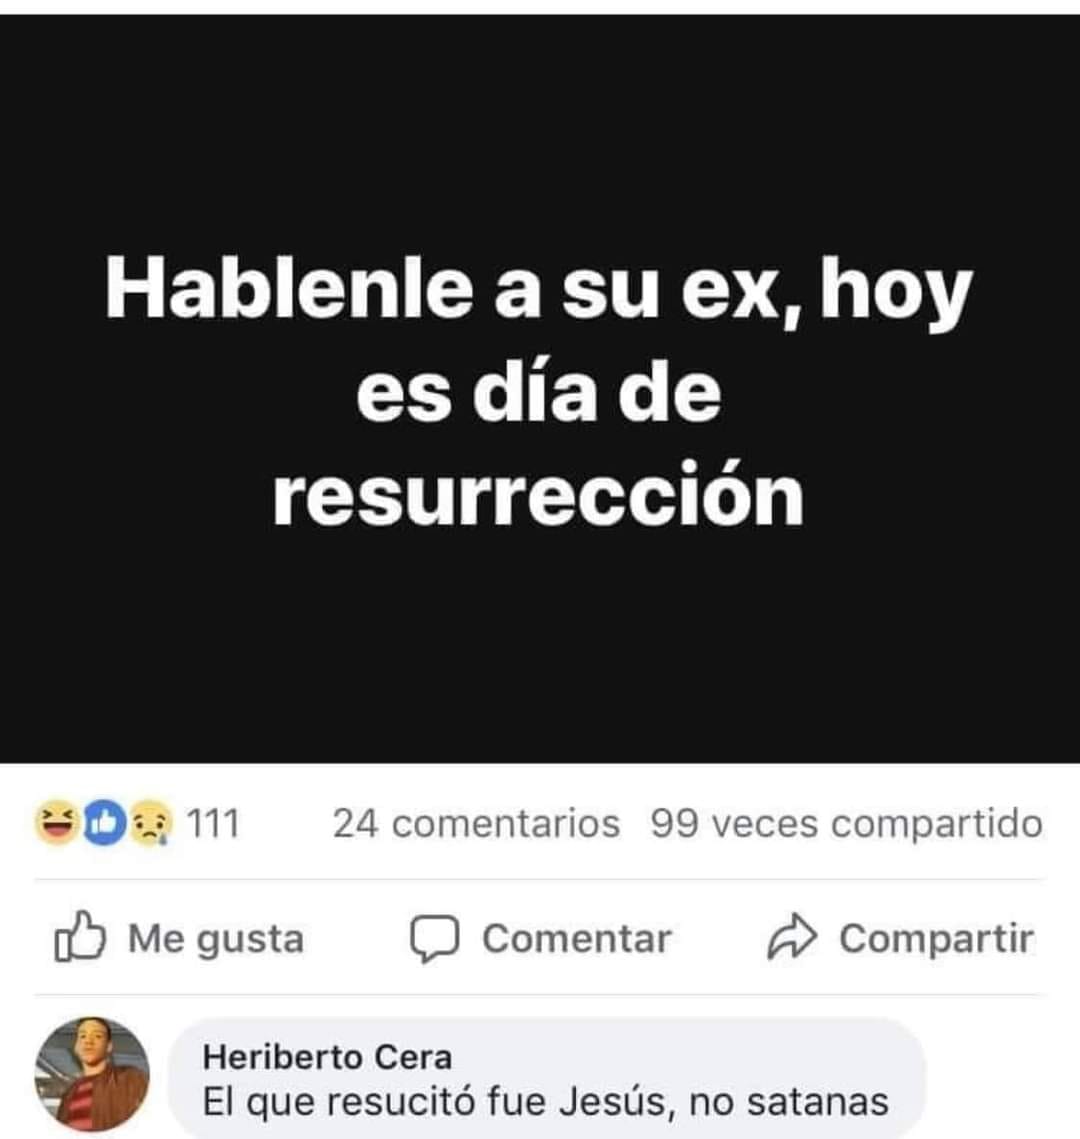 Hablenle a su ex, hoy
es día de
resurrección
111 24 comentarios 99 veces compartido
Me gusta Comentar Compartir
Heriberto Cera
El que resucitó fue Jesús, no satanas